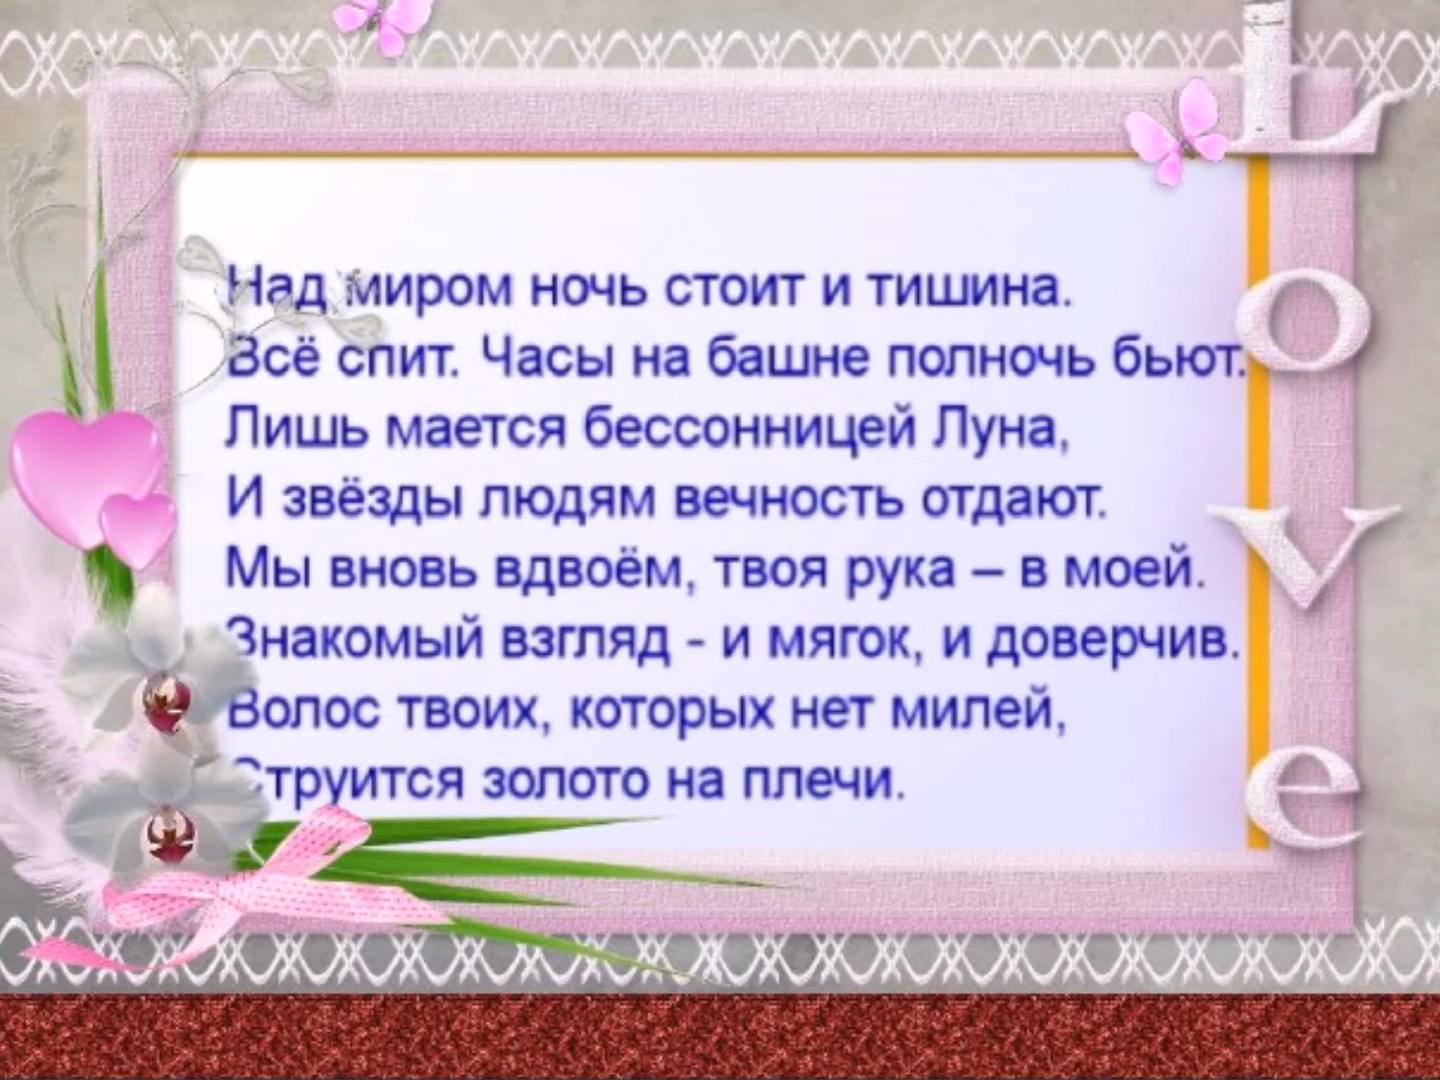 Над миром ночь стоит и тишина.
Всё спит. Часы на башне полночь бьют.
Лишь мается бессонницей Луна,
И звёзды людям вечность отдают.
Мы вновь вдвоём, твоя рука – в моей.
Знакомый взгляд - и мягок, и доверчив.
Волос твоих, которых нет милей,
Струится золото на плечи.
Love